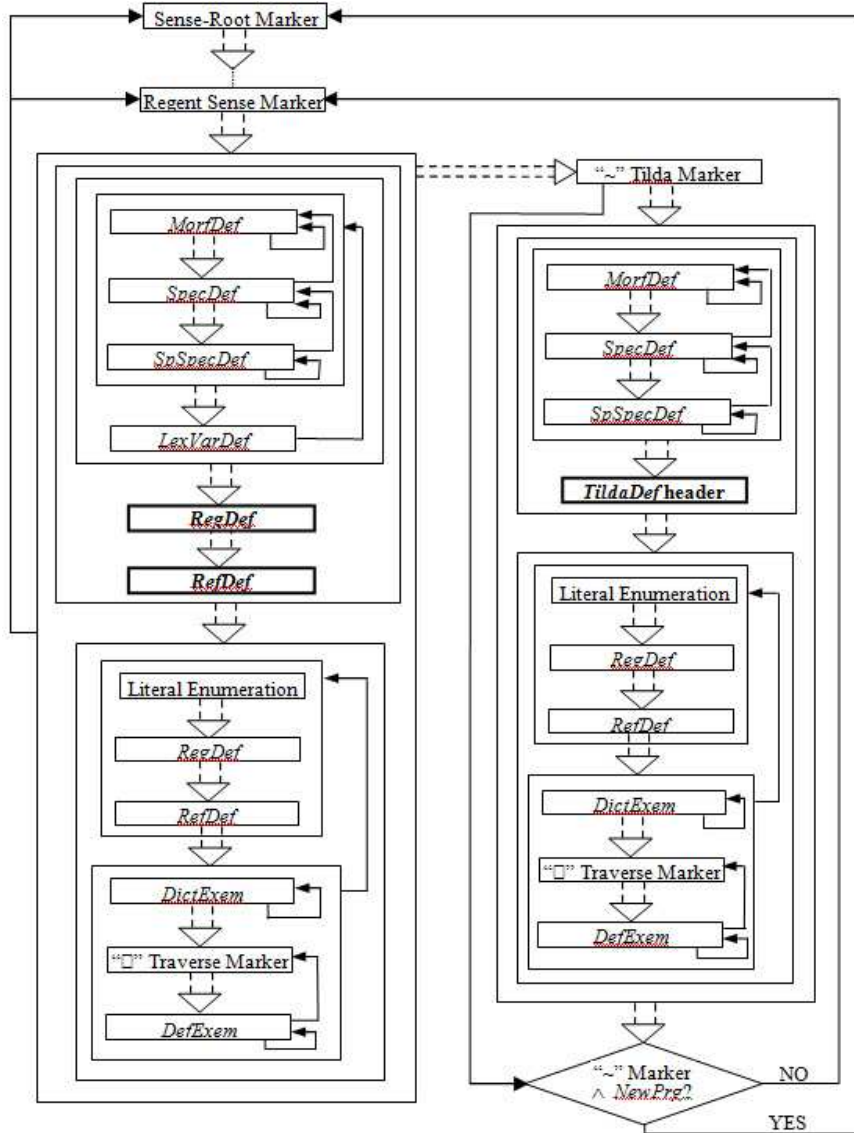 Sense-Root Marker
Regent Sense Marker
MorfDef
SpecDef
SpSpecDef
LexVarDef
RegDef
RefDef
Literal Enumeration
RegDef
RefDef
DictExem
“□” Traverse Marker
DefExem
“~” Tilda Marker
MorfDef
SpecDef
SpSpecDef
TildaDef header
Literal Enumeration
RegDef
RefDef
DictExem
“□” Traverse Marker
DefExem
“~” Marker
∧ NewPrg?
NO
YES